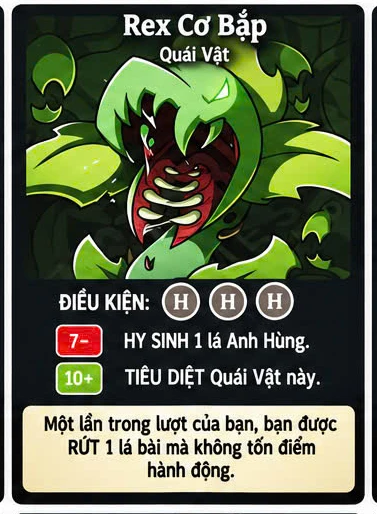 Rex Cơ Bắp
Quái Vật
ĐIỀU KIỆN: H H H
7- HY SINH 1 lá Anh Hùng.
10+ TIÊU DIỆT Quái Vật này.
Một lần trong lượt của bạn, bạn được
RÚT 1 lá bài mà không tốn điểm
hành động.